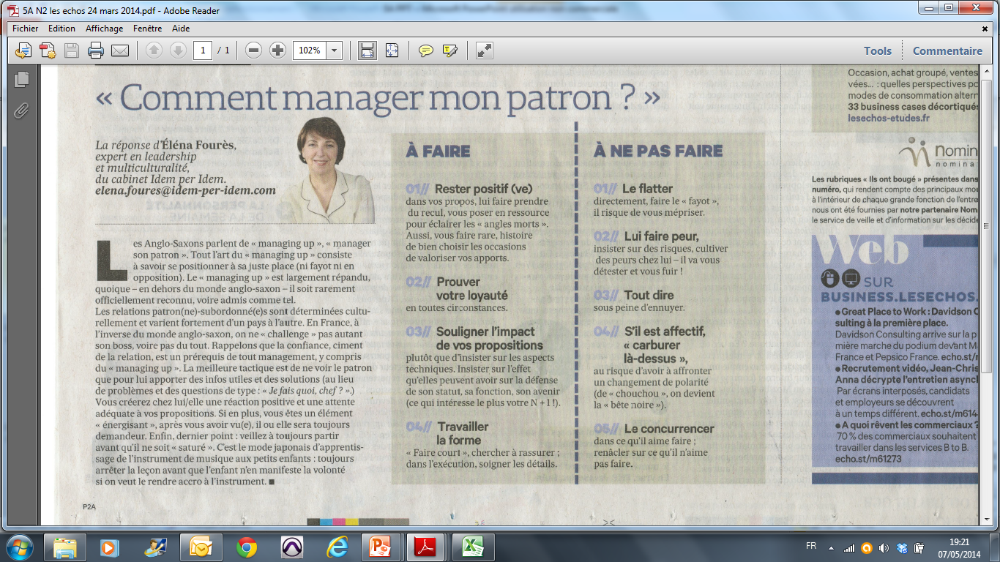 5A N2 les echos 24 mars 2014.pdf - Adobe Reader
Fichier Edition Affichage Fenêtre Aide
1 / 1
102%
Tools Commentaire
« Comment manager mon patron ? »
La réponse d'Éléna Fourès,
expert en leadership
et multiculturalité,
du cabinet Idem per Idem.
elena.foures@idem-per-idem.com
Les Anglo-Saxons parlent de « managing up », « manager
son patron ». Tout l'art du « managing up » consiste
à savoir se positionner à sa juste place (ni fayot ni en
opposition). Le « managing up » est largement répandu,
quoique – en dehors du monde anglo-saxon – il soit rarement
officiellement reconnu, voire admis comme tel.
Les relations patron(ne)-subordonné(e)s sont déterminées cultu-
rellement et varient fortement d'un pays à l'autre. En France, à
l'inverse du monde anglo-saxon, on ne « challenge » pas autant
son boss, voire pas du tout. Rappelons que la confiance, ciment
de la relation, est un prérequis de tout management, y compris
du « managing up ». La meilleure tactique est de ne voir le patron
que pour lui apporter des infos utiles et des solutions (au lieu
de problèmes et des questions de type : « Je fais quoi, chef ? ».)
Vous créerez chez lui/elle une réaction positive et une attente
adéquate à vos propositions. Si en plus, vous êtes un élément
« énergisant », après vous avoir vu(e), il ou elle sera toujours
demandeur. Enfin, dernier point : veillez à toujours partir
avant qu'il ne soit « saturé ». C'est le mode japonais d'apprentis-
sage de l'instrument de musique aux petits enfants : toujours
arrêter la leçon avant que l'enfant n'en manifeste la volonté
si on veut le rendre accro à l'instrument. ■
À FAIRE
01// Rester positif (ve)
dans vos propos, lui faire prendre
du recul, vous poser en ressource
pour éclairer les « angles morts ».
Aussi, vous faire rare, histoire
de bien choisir les occasions
de valoriser vos apports.
02// Prouver
votre loyauté
en toutes circonstances.
03// Souligner l'impact
de vos propositions
plutôt que d'insister sur les aspects
techniques. Insister sur l'effet
qu'elles peuvent avoir sur la défense
de son statut, sa fonction, son avenir
(ce qui intéresse le plus votre N + 1 !).
04// Travailler
la forme
« Faire court », chercher à rassurer ;
dans l'exécution, soigner les détails.
À NE PAS FAIRE
01// Le flatter
directement, faire le « fayot »,
il risque de vous mépriser.
02// Lui faire peur,
insister sur des risques, cultiver
des peurs chez lui – il va vous
détester et vous fuir !
03// Tout dire
sous peine d'ennuyer.
04// S'il est affectif,
« carburer
là-dessus »,
au risque d'avoir à affronter
un changement de polarité
(de « chouchou », on devient
la « bête noire »).
05// Le concurrencer
dans ce qu'il aime faire ;
renâcler sur ce qu'il n'aime
pas faire.
Occasion, achat groupé, ventes
vées... : quelles perspectives po
modes de consommation altern
33 business cases décortiqués
lesechos-etudes.fr
Nomin
nomina
Les rubriques « Ils ont bougé » présentes dans
numéro, qui rendent compte des principaux mou
à l'intérieur de chaque grande fonction de l'entre
nous ont été fournies par notre partenaire Nom
le service de veille et d'information sur les décide
Web
SUR
BUSINESS.LESECHOS.
● Great Place to Work : Davidson C
sulting à la première place.
Davidson Consulting arrive sur la p
mière marche du podium devant M
France et Pepsico France. echo.st/m
● Recrutement vidéo, Jean-Chris
Anna décrypte l'entretien asynch
Par écrans interposés, candidats
et employeurs se découvrent
à un temps différent. echo.st/m614
● A quoi rêvent les commerciaux ?
70 % des commerciaux souhaitent
travailler dans les services B to B.
echo.st/m61273
P2A
FR
19:21
07/05/2014